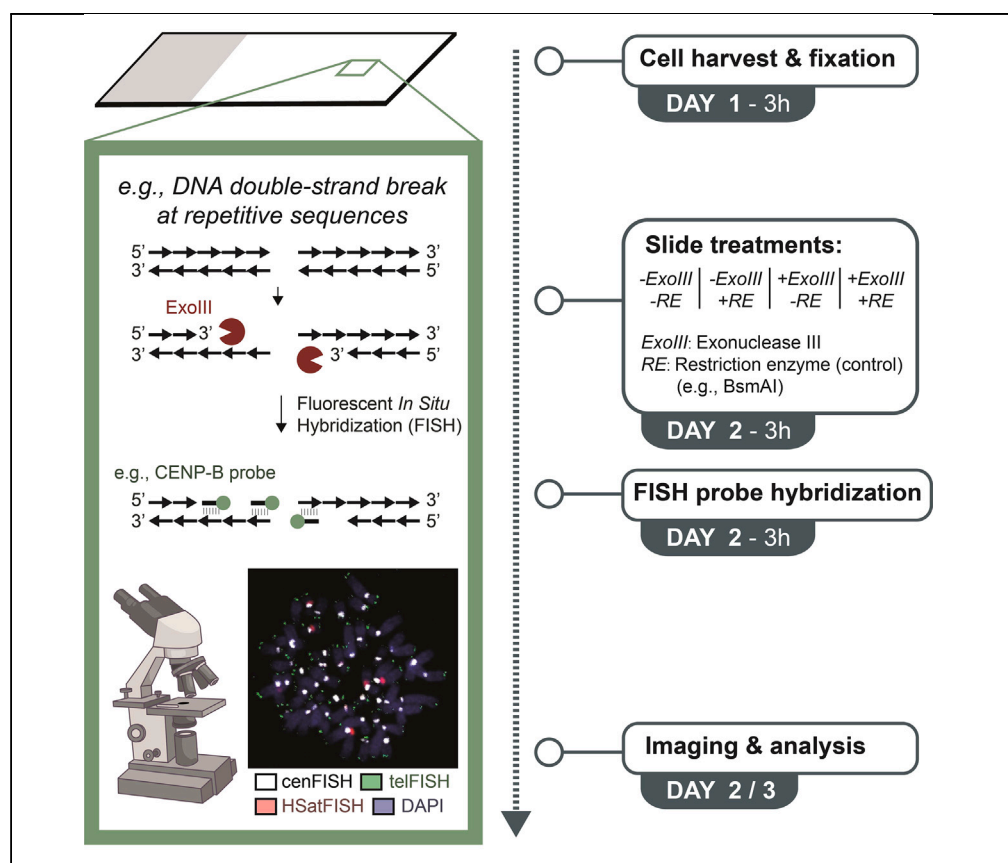 e.g., DNA double-strand break
at repetitive sequences
5’ 3’
3’ 5’
ExoIII
5’ 3’ 3’
3’ 3’ 5’
Fluorescent In Situ
Hybridization (FISH)
e.g., CENP-B probe
5’ 3’
3’ 5’
cenFISH telFISH
HSatFISH DAPI
Cell harvest & fixation
DAY 1 - 3h
Slide treatments:
-ExoIII -ExoIII +ExoIII +ExoIII
-RE +RE -RE +RE
ExoIII: Exonuclease III
RE: Restriction enzyme (control)
(e.g., BsmAI)
DAY 2 - 3h
FISH probe hybridization
DAY 2 - 3h
Imaging & analysis
DAY 2 / 3